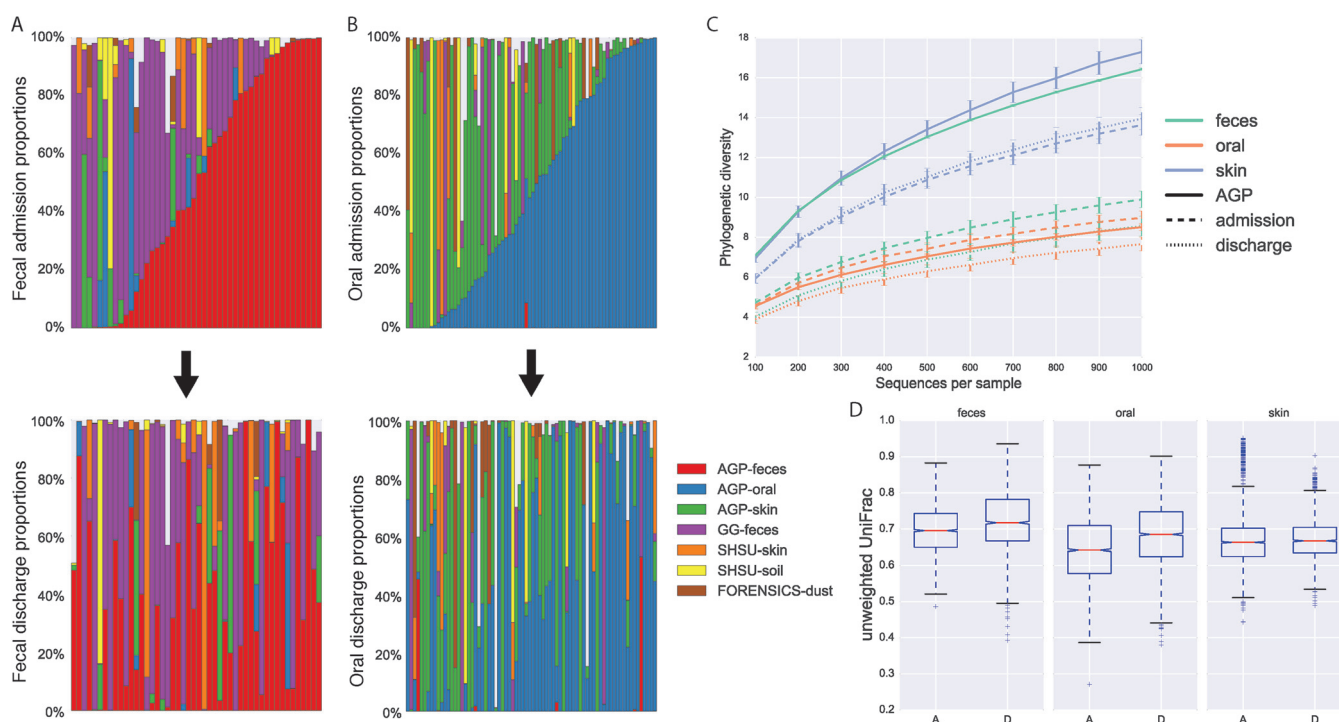 A
Fecal admission proportions
100%
80%
60%
40%
20%
0%
Fecal discharge proportions
100%
80%
60%
40%
20%
0%
B
Oral admission proportions
100%
80%
60%
40%
20%
0%
Oral discharge proportions
100%
80%
60%
40%
20%
0%
AGP-feces
AGP-oral
AGP-skin
GG-feces
SHSU-skin
SHSU-soil
FORENSICS-dust
C
Phylogenetic diversity
18
16
14
12
10
8
6
4
2
100 200 300 400 500 600 700 800 900 1000
Sequences per sample
feces
oral
skin
AGP
admission
discharge
D
feces oral skin
unweighted UniFrac
1.0
0.9
0.8
0.7
0.6
0.5
0.4
0.3
0.2
A D A D A D